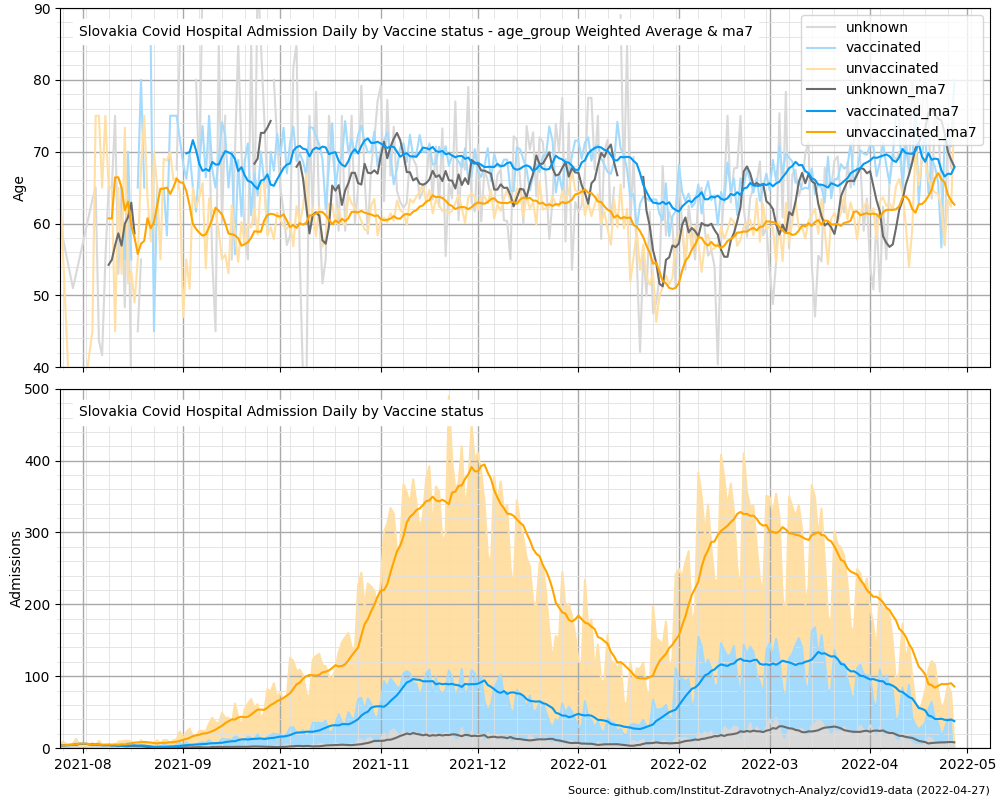 Slovakia Covid Hospital Admission Daily by Vaccine status - age_group Weighted Average & ma7
unknown
vaccinated
unvaccinated
unknown_ma7
vaccinated_ma7
unvaccinated_ma7
90
80
70
60
50
40
Age
Slovakia Covid Hospital Admission Daily by Vaccine status
500
400
300
200
100
0
Admissions
2021-08 2021-09 2021-10 2021-11 2021-12 2022-01 2022-02 2022-03 2022-04 2022-05
Source: github.com/Institut-Zdravotnych-Analyz/covid19-data (2022-04-27)